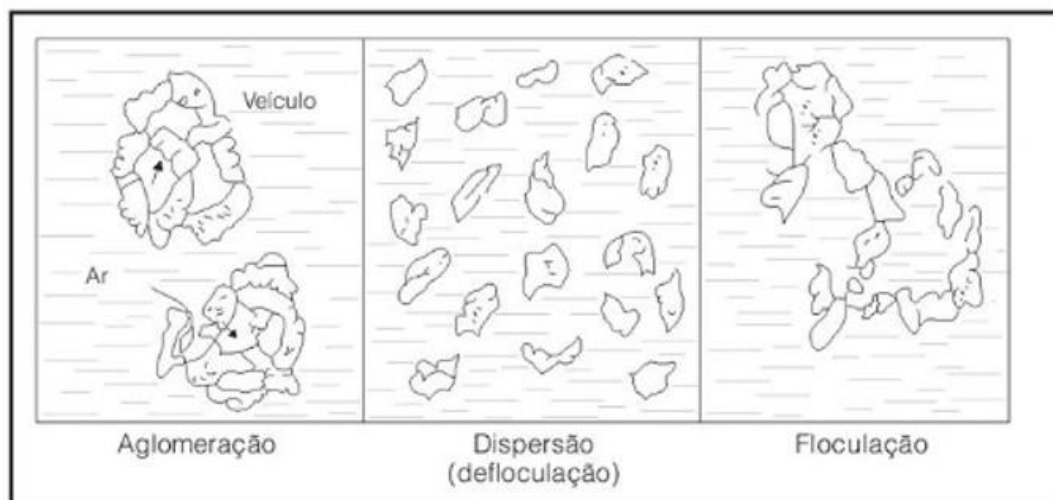 Veículo
Ar
Aglomeração
Dispersão
(defloculação)
Floculação